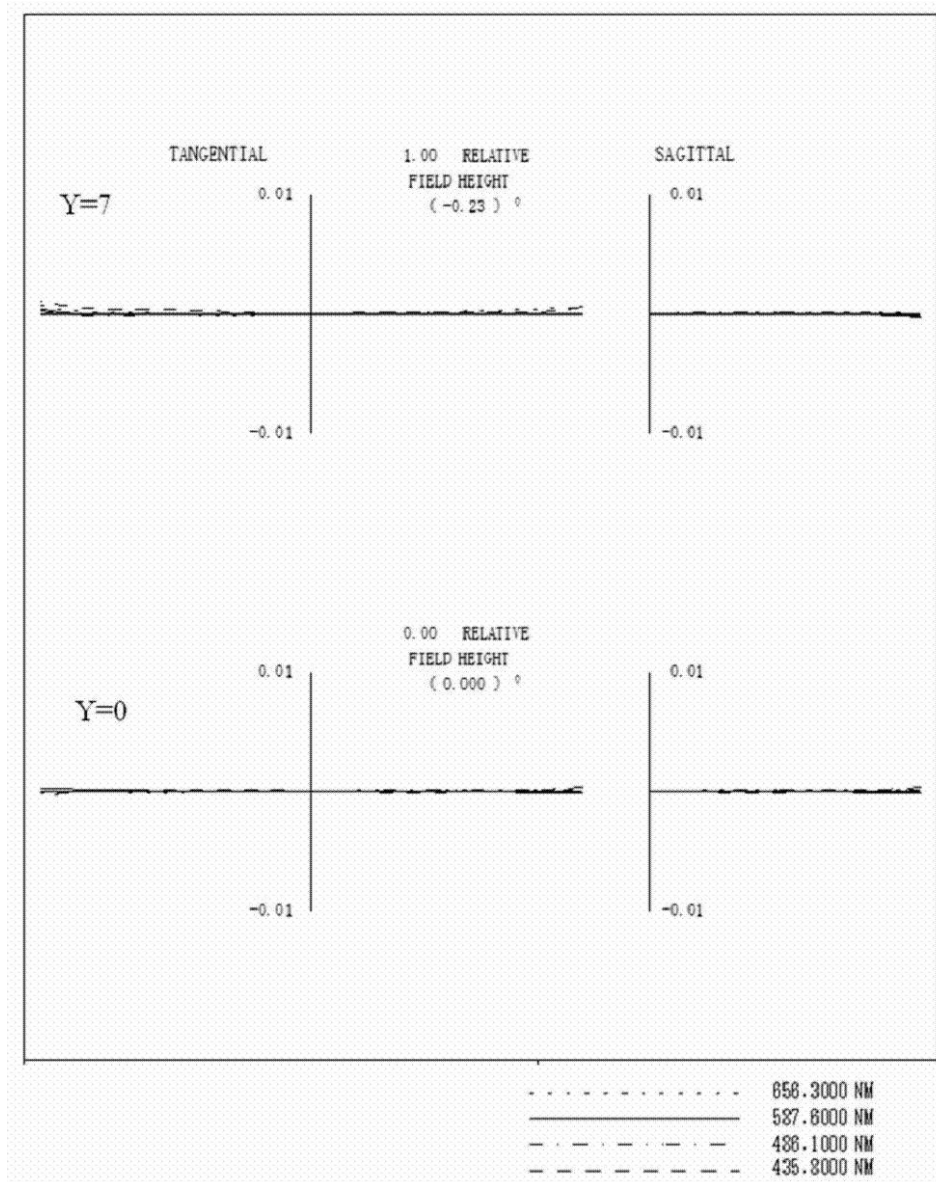 TANGENTIAL 1.00 RELATIVE SAGITTAL
FIELD HEIGHT
Y=7 0.01 ( -0.23 ) ° 0.01
-0.01 -0.01
0.00 RELATIVE
FIELD HEIGHT
0.01 ( 0.000 ) ° 0.01
Y=0
-0.01 -0.01
656.3000 NM
587.6000 NM
486.1000 NM
435.8000 NM